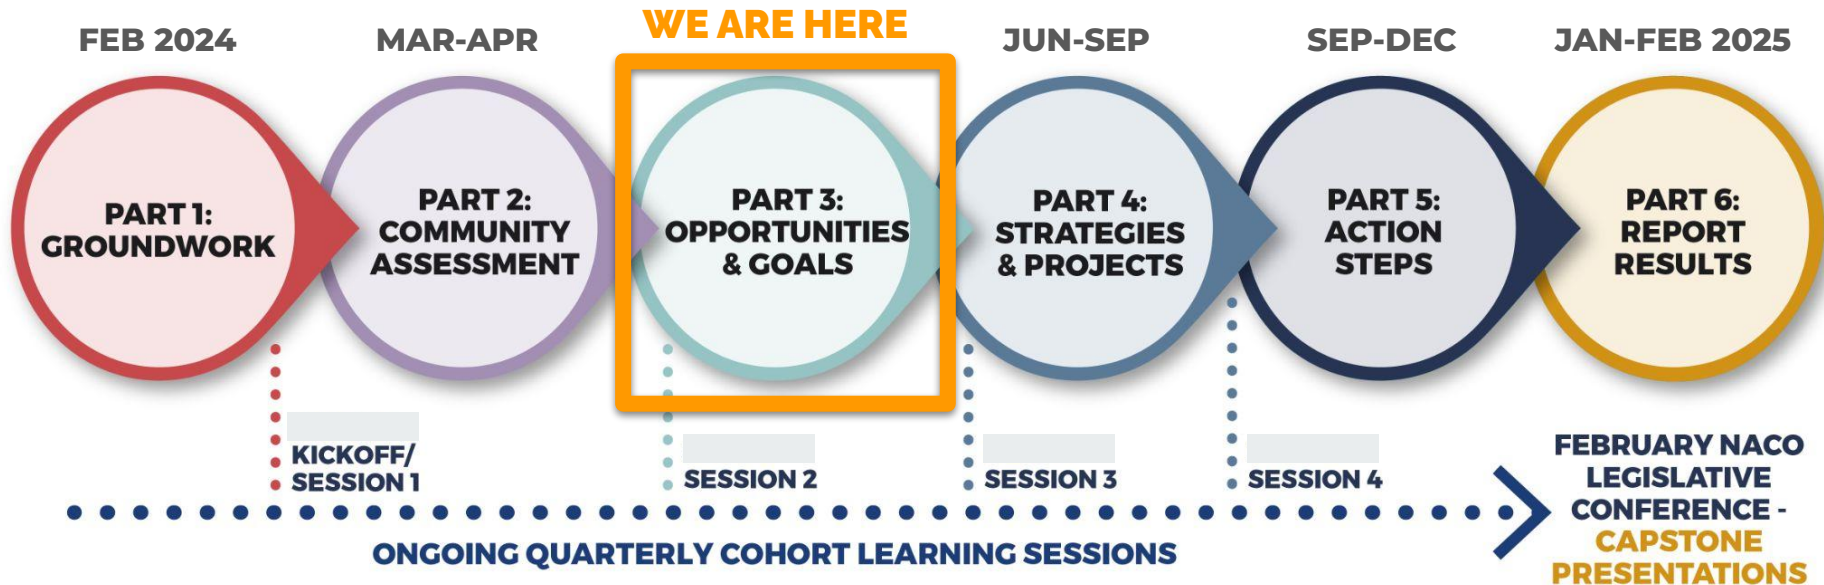 WE ARE HERE
FEB 2024
MAR-APR
JUN-SEP
SEP-DEC
JAN-FEB 2025
PART 1:
GROUNDWORK
PART 2:
COMMUNITY
ASSESSMENT
PART 3:
OPPORTUNITIES
& GOALS
PART 4:
STRATEGIES
& PROJECTS
PART 5:
ACTION
STEPS
PART 6:
REPORT
RESULTS
KICKOFF/
SESSION 1
SESSION 2
SESSION 3
SESSION 4
FEBRUARY NACO
LEGISLATIVE
CONFERENCE -
CAPSTONE
PRESENTATIONS
ONGOING QUARTERLY COHORT LEARNING SESSIONS